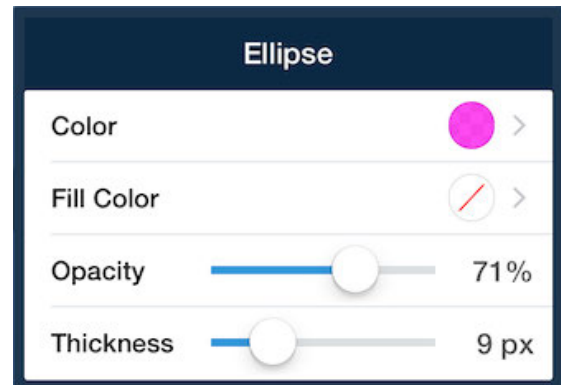 Ellipse
Color
Fill Color
Opacity 71%
Thickness 9 px